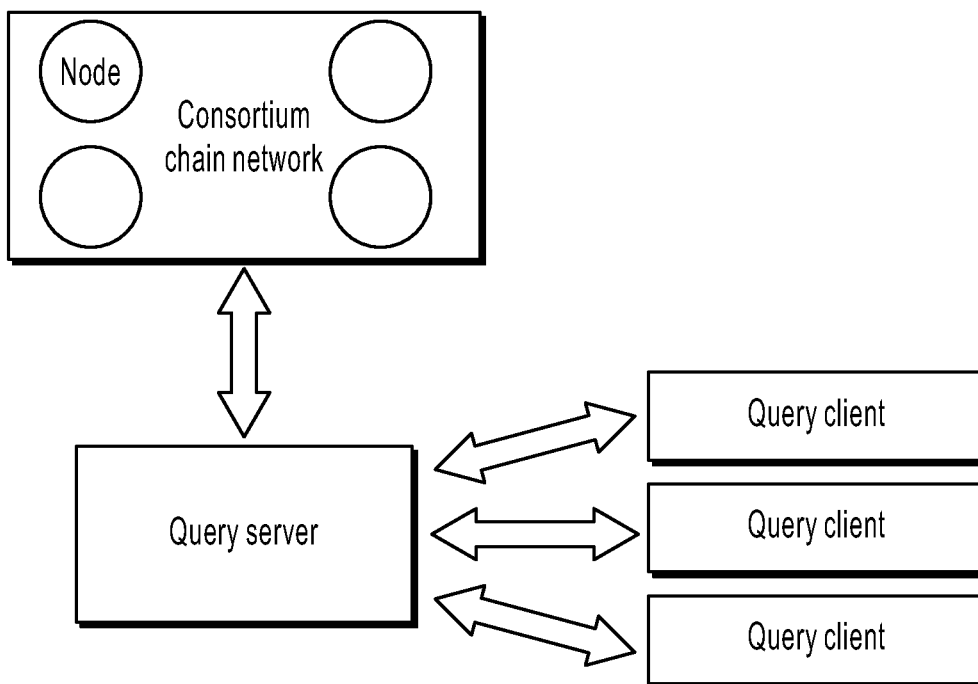 Node
Consortium
chain network
Query server
Query client
Query client
Query client